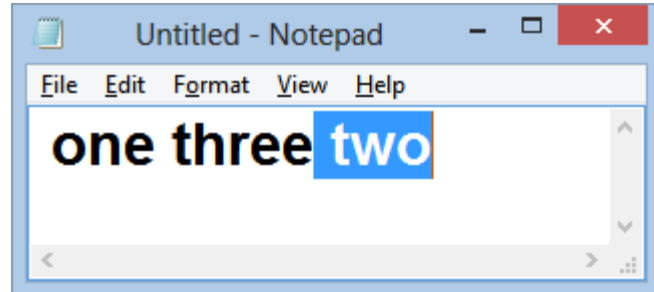 Untitled - Notepad
File Edit Format View Help
one three two